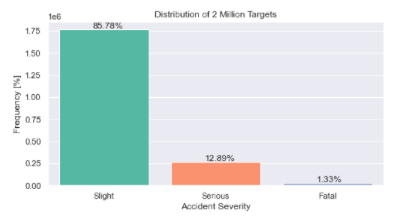 1e6
Distribution of 2 Million Targets
85.78%
1.75
1.50
1.25
1.00
0.75
0.50
0.25
0.00
Frequency [%]
12.89%
1.33%
Slight
Serious
Fatal
Accident Severity